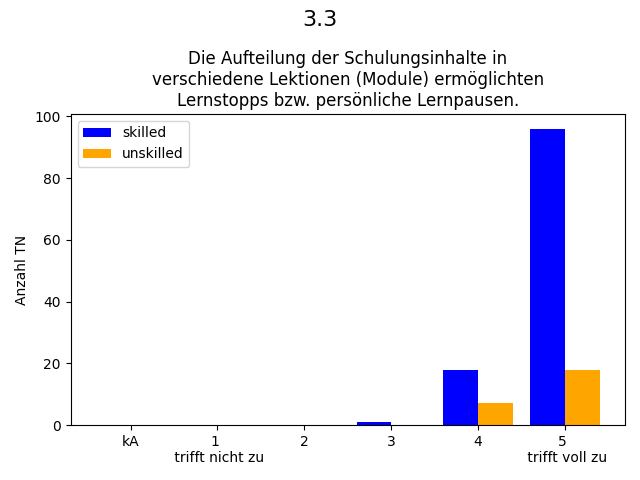 3.3
Die Aufteilung der Schulungsinhalte in
verschiedene Lektionen (Module) ermöglichten
Lernstopps bzw. persönliche Lernpausen.
skilled
unskilled
Anzahl TN
100
80
60
40
20
0
kA 1 2 3 4 5
trifft nicht zu trifft voll zu